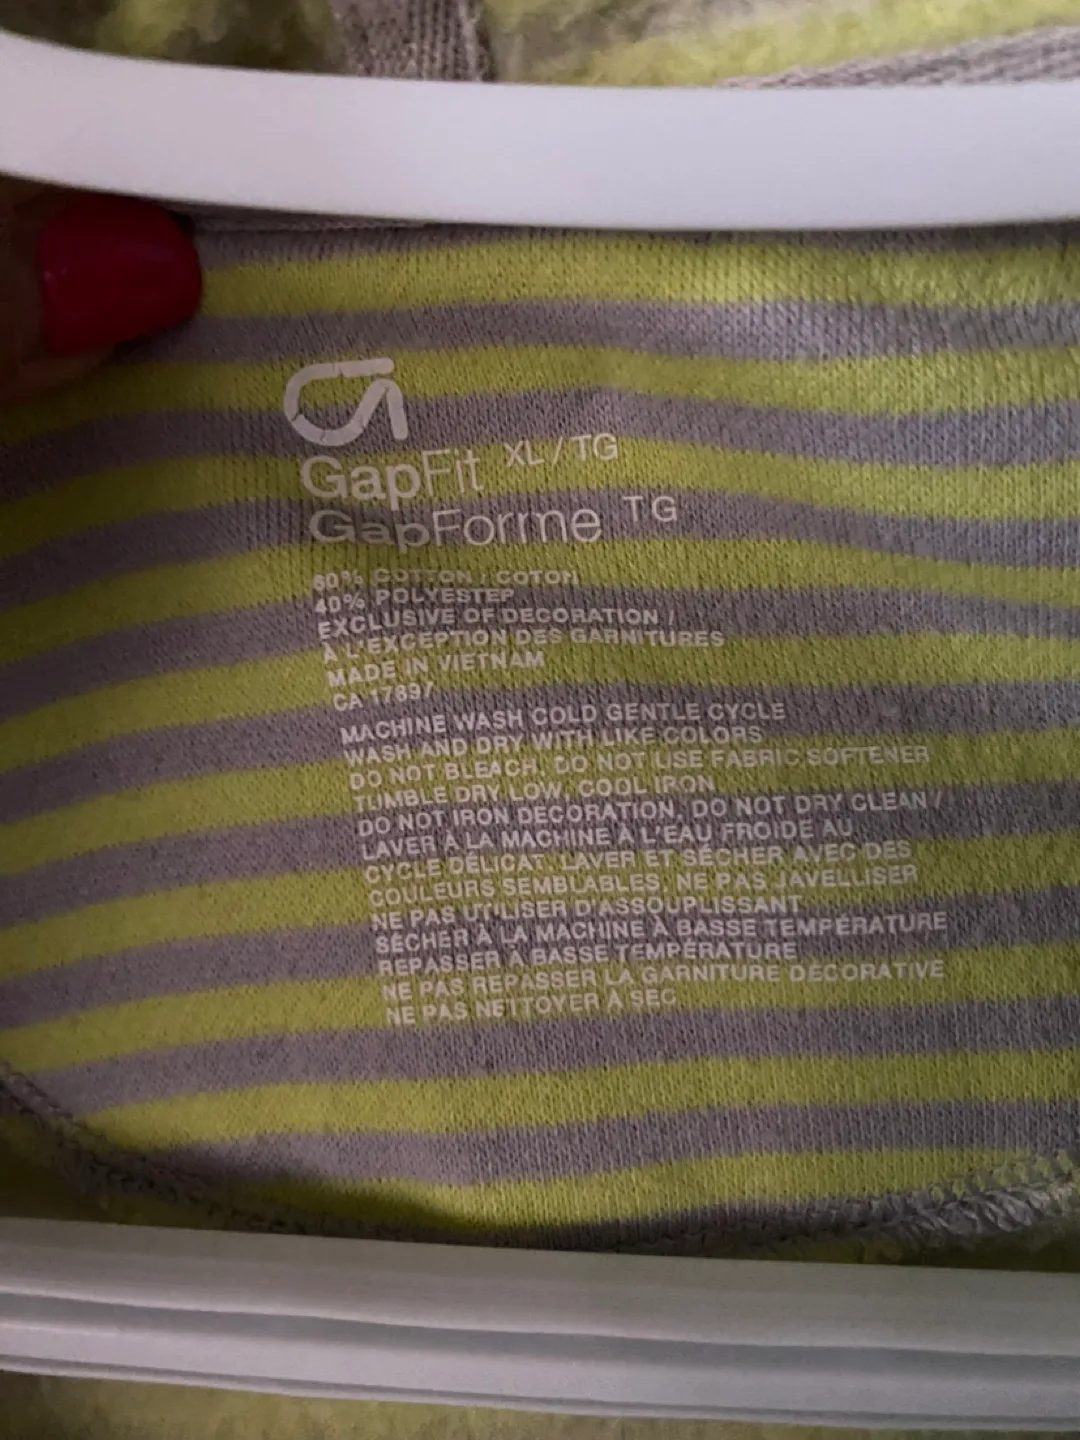 GapFit XL / TG
GapForme TG
60% COTTON / COTON
40% POLYESTER
EXCLUSIVE OF DECORATION /
À L'EXCEPTION DES GARNITURES
MADE IN VIETNAM
CA 17897
MACHINE WASH COLD GENTLE CYCLE
WASH AND DRY WITH LIKE COLORS
DO NOT BLEACH, DO NOT USE FABRIC SOFTENER
TUMBLE DRY LOW, COOL IRON
DO NOT IRON DECORATION, DO NOT DRY CLEAN /
LAVER À LA MACHINE À L'EAU FROIDE AU
CYCLE DÉLICAT, LAVER ET SÉCHER AVEC DES
COULEURS SEMBLABLES, NE PAS JAVELLISER
NE PAS UTILISER D'ASSOUPLISSANT
SÉCHER À LA MACHINE À BASSE TEMPÉRATURE
REPASSER À BASSE TEMPÉRATURE
NE PAS REPASSER LA GARNITURE DÉCORATIVE
NE PAS NETTOYER À SEC